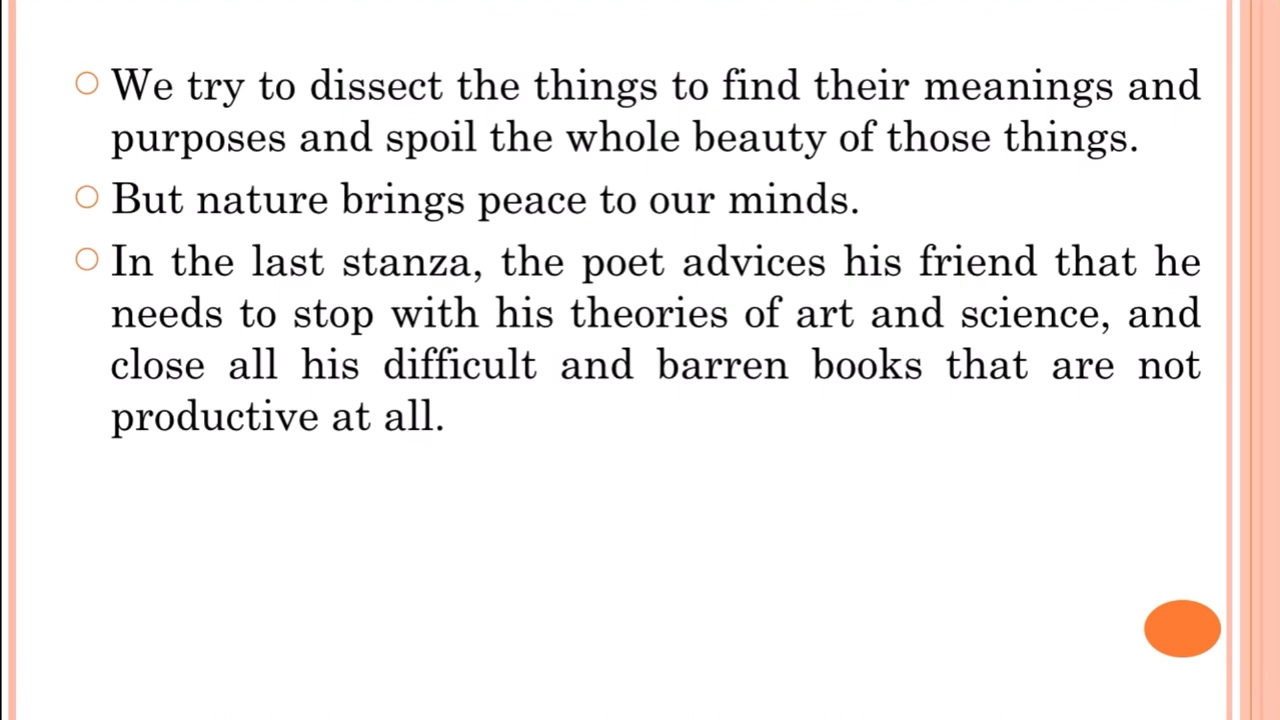 We try to dissect the things to find their meanings and
purposes and spoil the whole beauty of those things.
But nature brings peace to our minds.
In the last stanza, the poet advices his friend that he
needs to stop with his theories of art and science, and
close all his difficult and barren books that are not
productive at all.